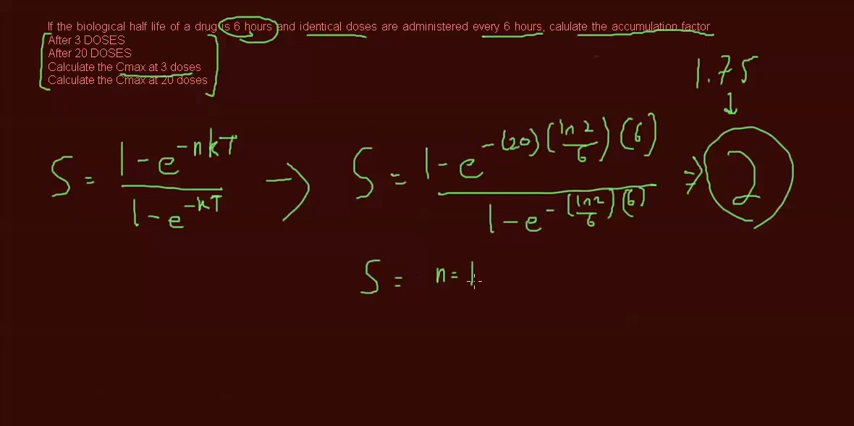 If the biological half life of a drug is 6 hours and identical doses are administered every 6 hours, calulate the accumulation factor
After 3 DOSES
After 20 DOSES
Calculate the Cmax at 3 doses
Calculate the Cmax at 20 doses
1.75 ↓
S = (1-e^{-nkT})/(1-e^{-kT}) → S = (1-e^{-(20)(ln2/6)(6)})/(1-e^{-(ln2/6)(6)}) ⇒ 2
S = n = 1